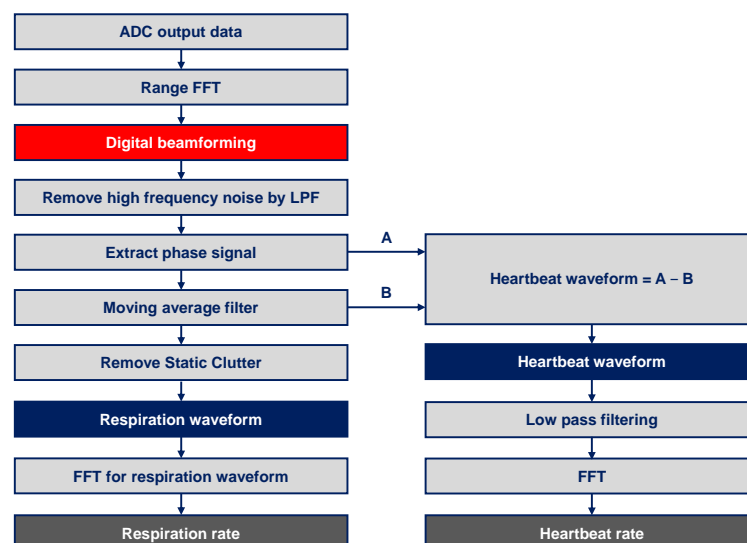 ADC output data
Range FFT
Digital beamforming
Remove high frequency noise by LPF
Extract phase signal
A
Moving average filter
B
Heartbeat waveform = A – B
Remove Static Clutter
Heartbeat waveform
Respiration waveform
Low pass filtering
FFT for respiration waveform
FFT
Respiration rate
Heartbeat rate